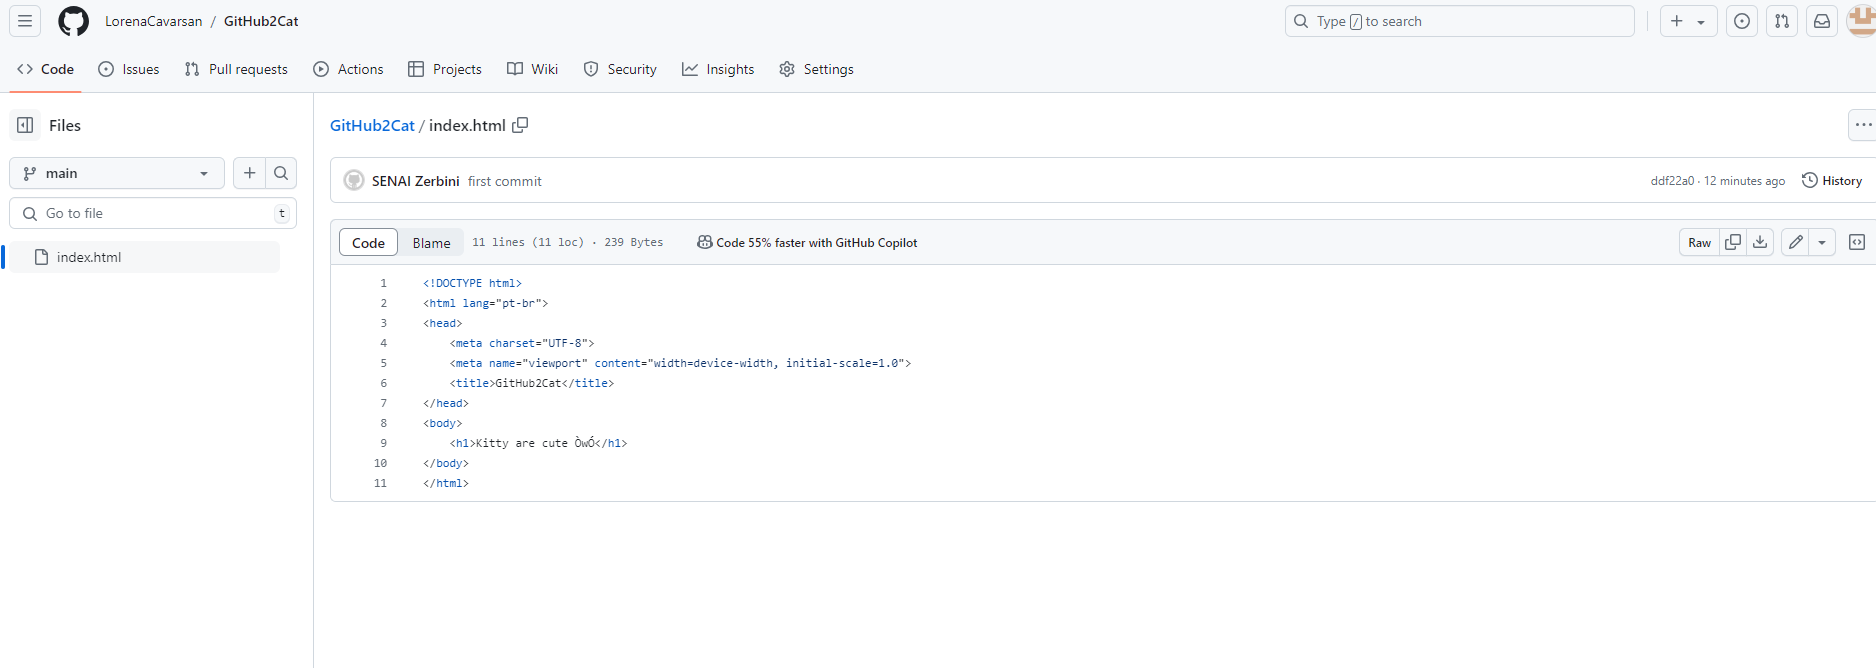 LorenaCavarsan / GitHub2Cat
Type / to search
Code Issues Pull requests Actions Projects Wiki Security Insights Settings
Files
main
Go to file t
index.html
GitHub2Cat / index.html
SENAI Zerbini first commit
ddf22a0 · 12 minutes ago History
Code Blame 11 lines (11 loc) · 239 Bytes Code 55% faster with GitHub Copilot Raw
1 <!DOCTYPE html>
2 <html lang="pt-br">
3 <head>
4     <meta charset="UTF-8">
5     <meta name="viewport" content="width=device-width, initial-scale=1.0">
6     <title>GitHub2Cat</title>
7 </head>
8 <body>
9     <h1>Kitty are cute ÒwÓ</h1>
10 </body>
11 </html>